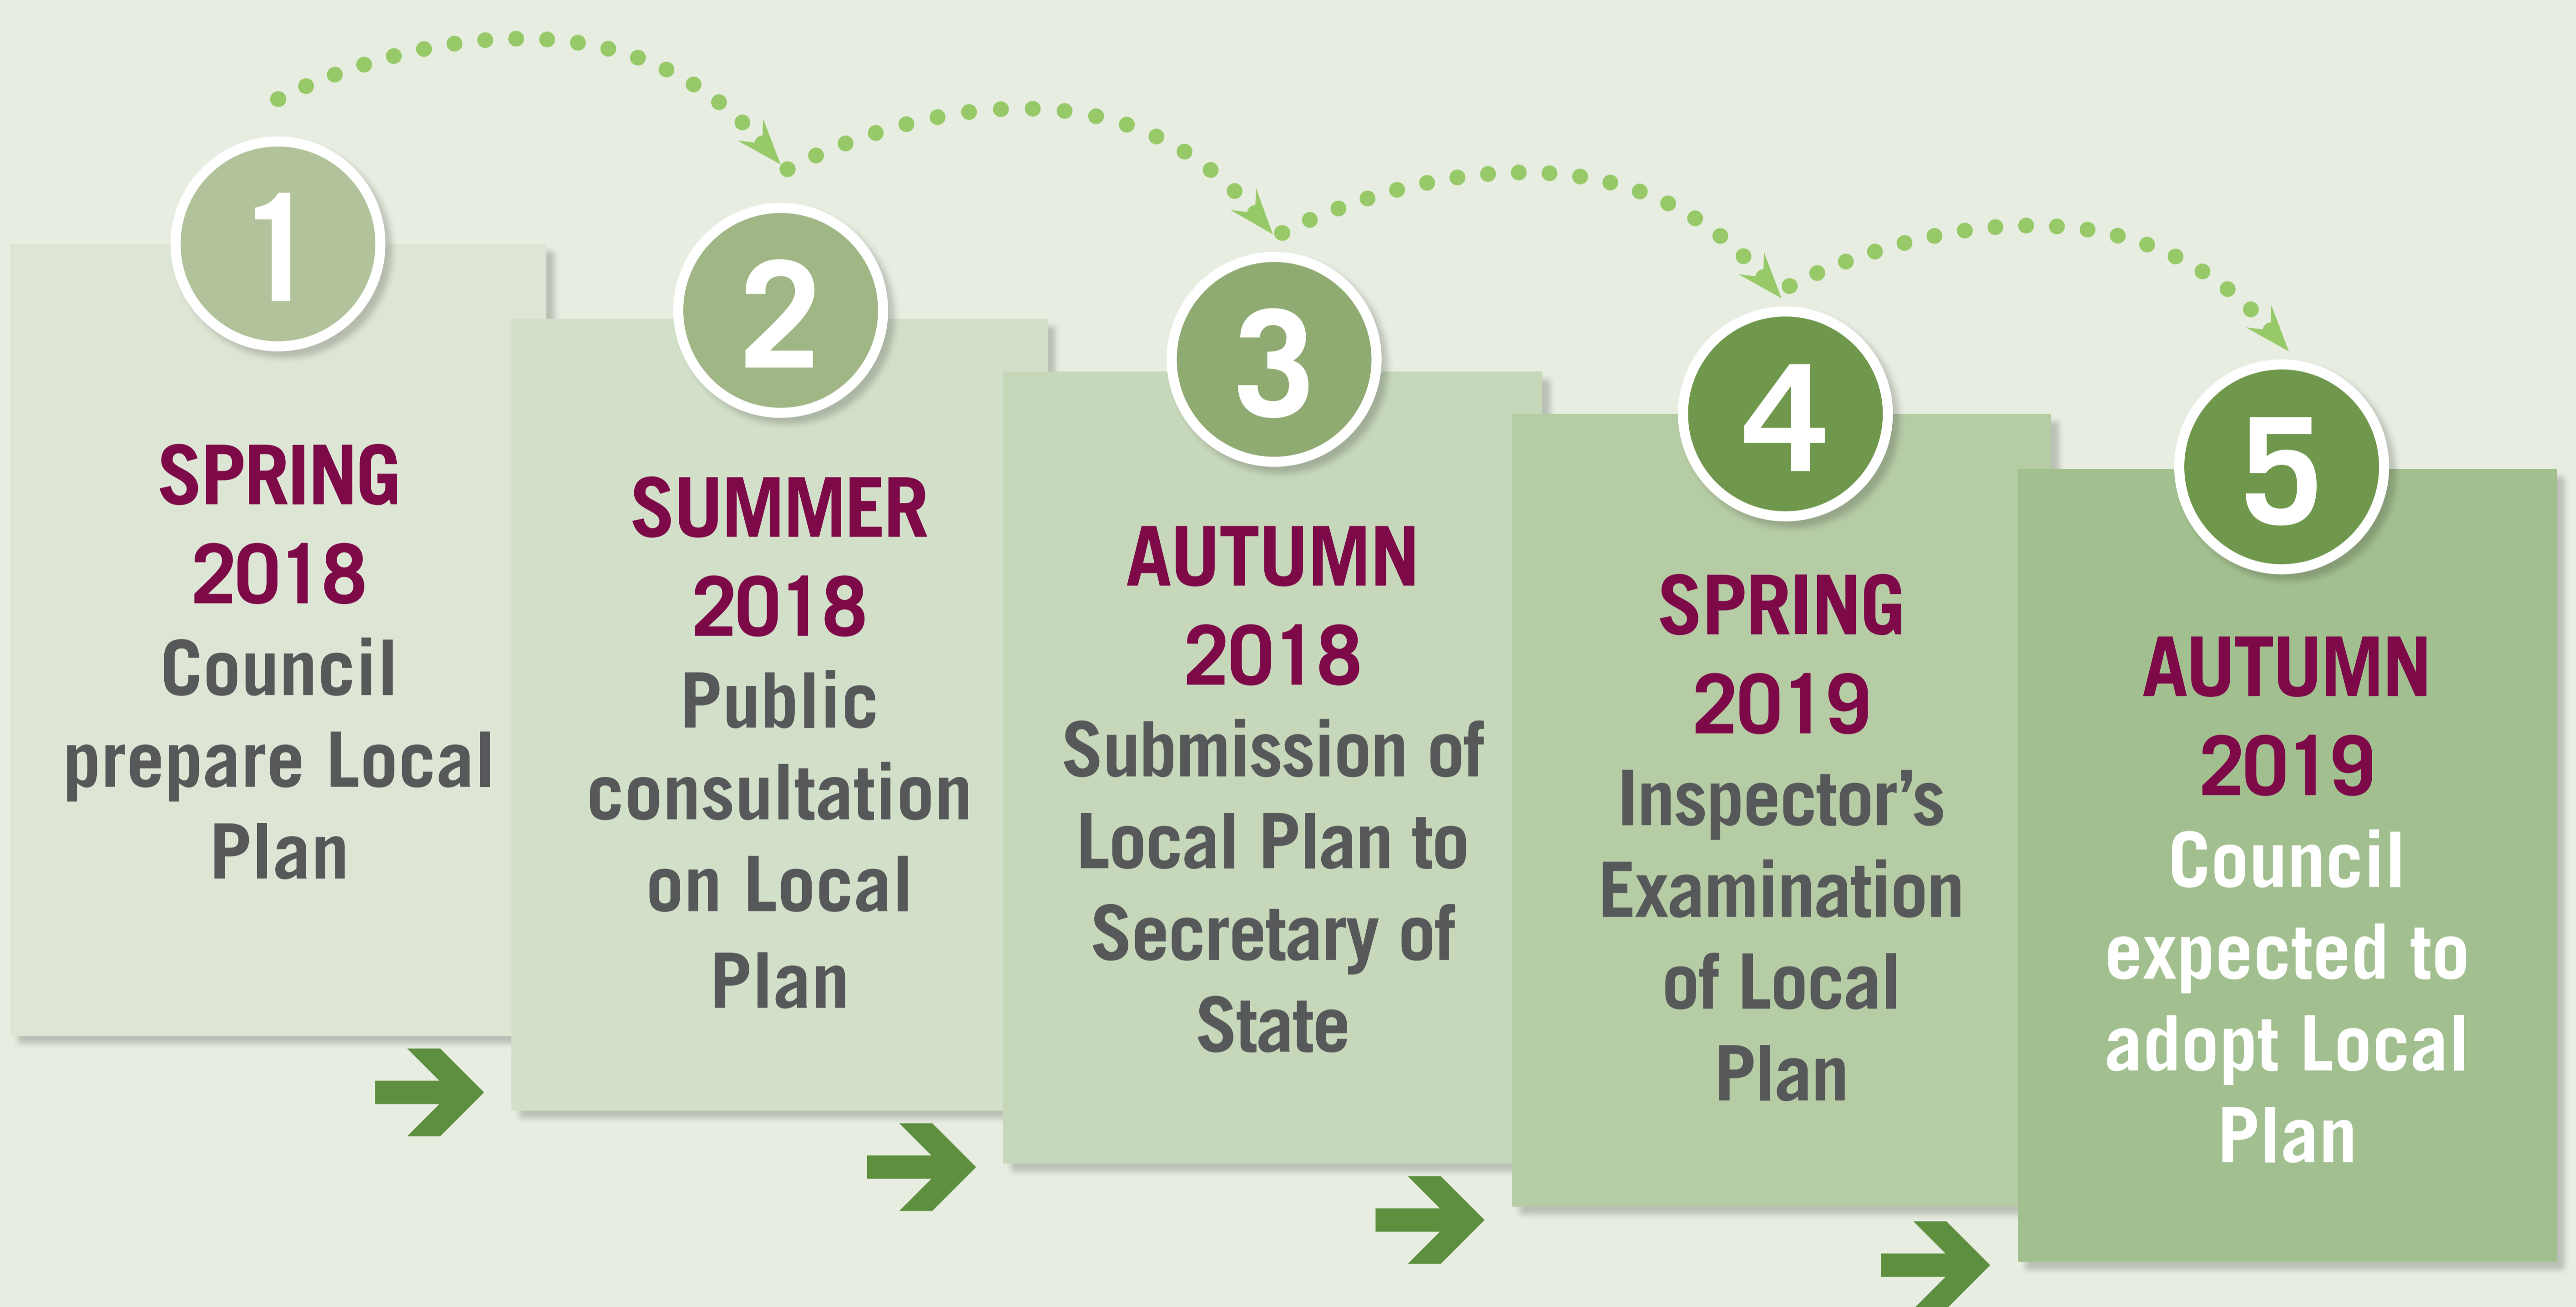 1
SPRING
2018
Council
prepare Local
Plan
2
SUMMER
2018
Public
consultation
on Local
Plan
3
AUTUMN
2018
Submission of
Local Plan to
Secretary of
State
4
SPRING
2019
Inspector’s
Examination
of Local
Plan
5
AUTUMN
2019
Council
expected to
adopt Local
Plan